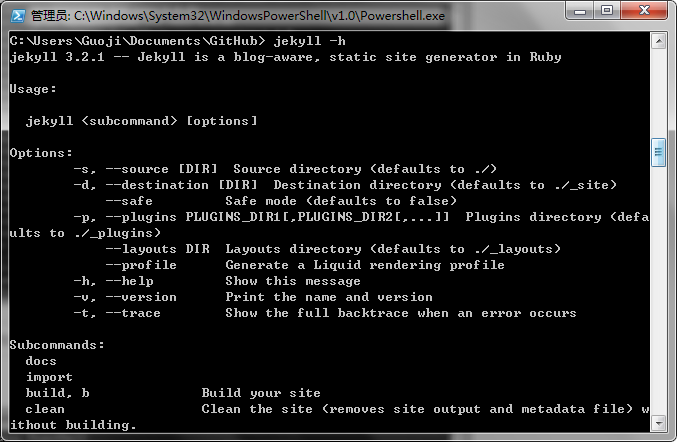 管理员: C:\Windows\System32\WindowsPowerShell\v1.0\Powershell.exe
C:\Users\Guoji\Documents\GitHub> jekyll -h
jekyll 3.2.1 -- Jekyll is a blog-aware, static site generator in Ruby

Usage:

  jekyll <subcommand> [options]

Options:
        -s, --source [DIR]  Source directory (defaults to ./)
        -d, --destination [DIR]  Destination directory (defaults to ./_site)
            --safe         Safe mode (defaults to false)
        -p, --plugins PLUGINS_DIR1[,PLUGINS_DIR2[,...]]  Plugins directory (defa
ults to ./_plugins)
            --layouts DIR  Layouts directory (defaults to ./_layouts)
            --profile      Generate a Liquid rendering profile
        -h, --help         Show this message
        -v, --version      Print the name and version
        -t, --trace        Show the full backtrace when an error occurs

Subcommands:
  docs
  import
  build, b              Build your site
  clean                 Clean the site (removes site output and metadata file) w
ithout building.